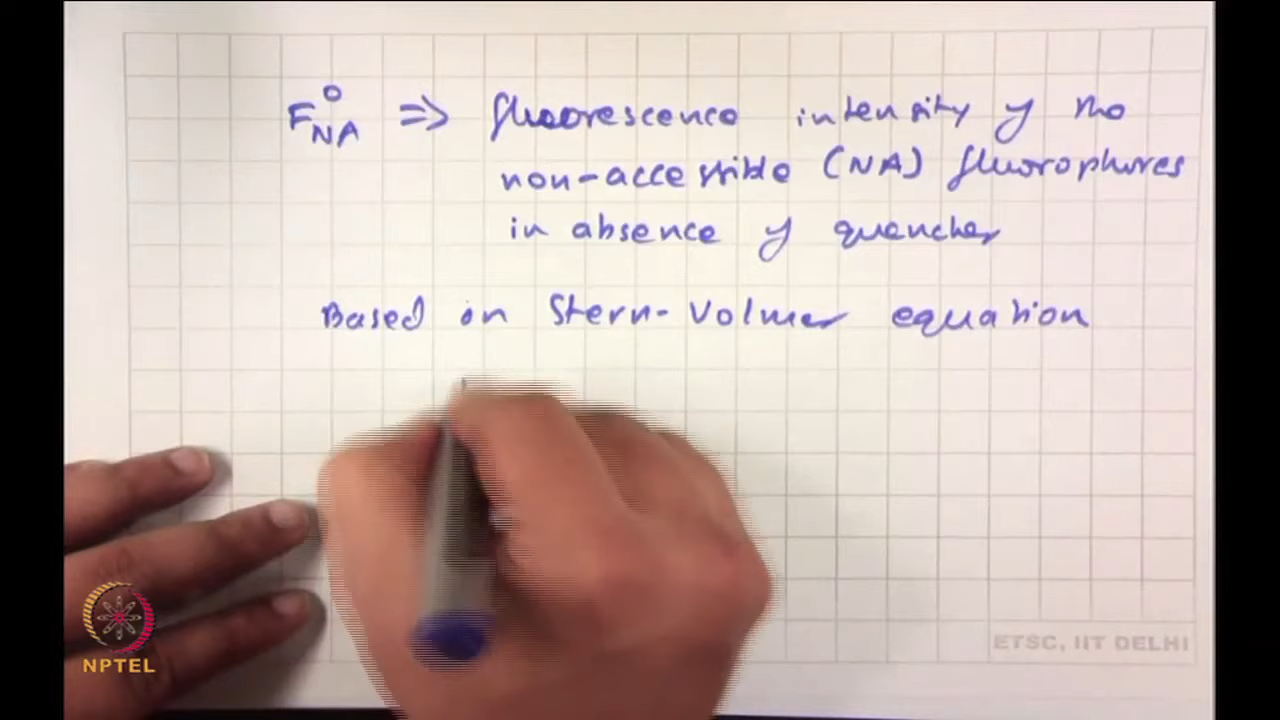 F⁰_NA ⇒ fluorescence intensity of the
non-accessible (NA) fluorophores
in absence of quencher
Based on Stern-Volmer equation
ETSC, IIT DELHI
NPTEL